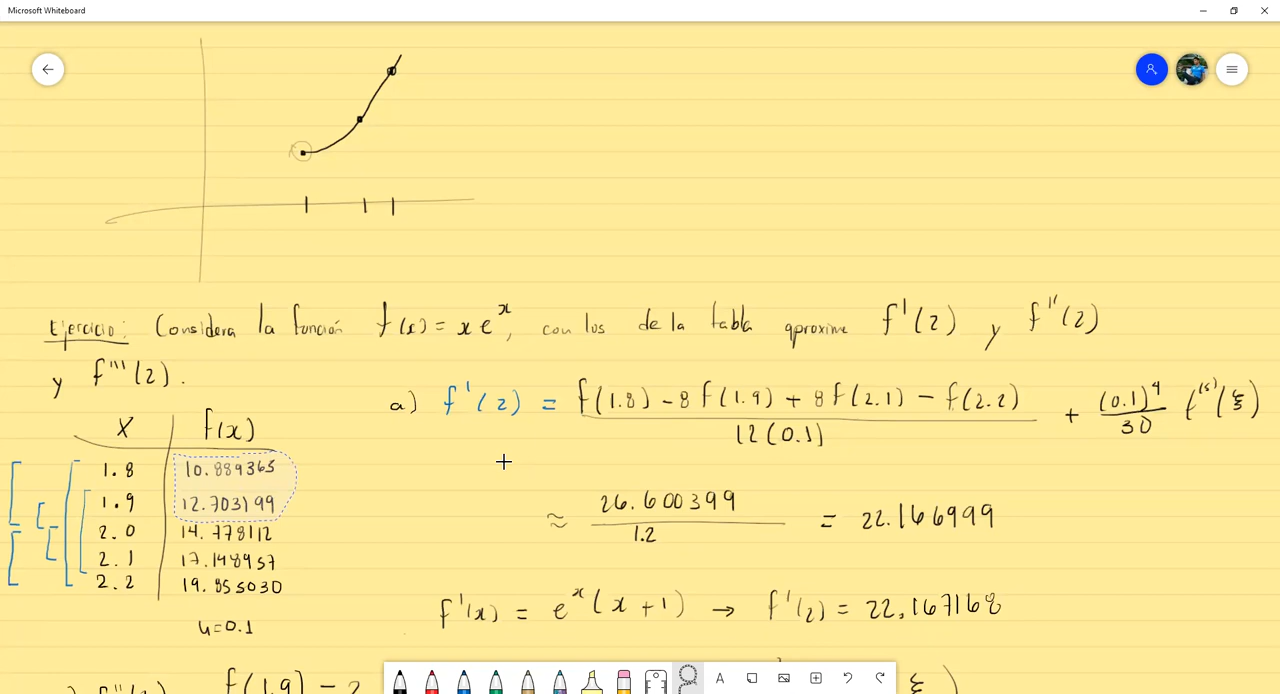 Microsoft Whiteboard
Ejercicio: Considera la función f(x) = x e^x, con los de la tabla aproxime f'(2) y f''(2)
y f'''(2).
a) f'(2) = f(1.8) - 8 f(1.9) + 8 f(2.1) - f(2.2) / 12(0.1) + (0.1)^4 / 30 f^(5)(ξ)
x | f(x)
1.8 | 10.889365
1.9 | 12.703199
2.0 | 14.778112
2.1 | 17.148957
2.2 | 19.855030
h=0.1
≈ 26.600399 / 1.2 = 22.166999
f'(x) = e^x (x+1) → f'(2) = 22,167168
f(1.9) - 2
A